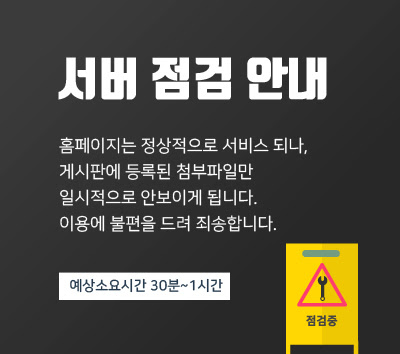 서버 점검 안내
홈페이지는 정상적으로 서비스 되나,
게시판에 등록된 첨부파일만
일시적으로 안보이게 됩니다.
이용에 불편을 드려 죄송합니다.
예상소요시간 30분~1시간
점검중